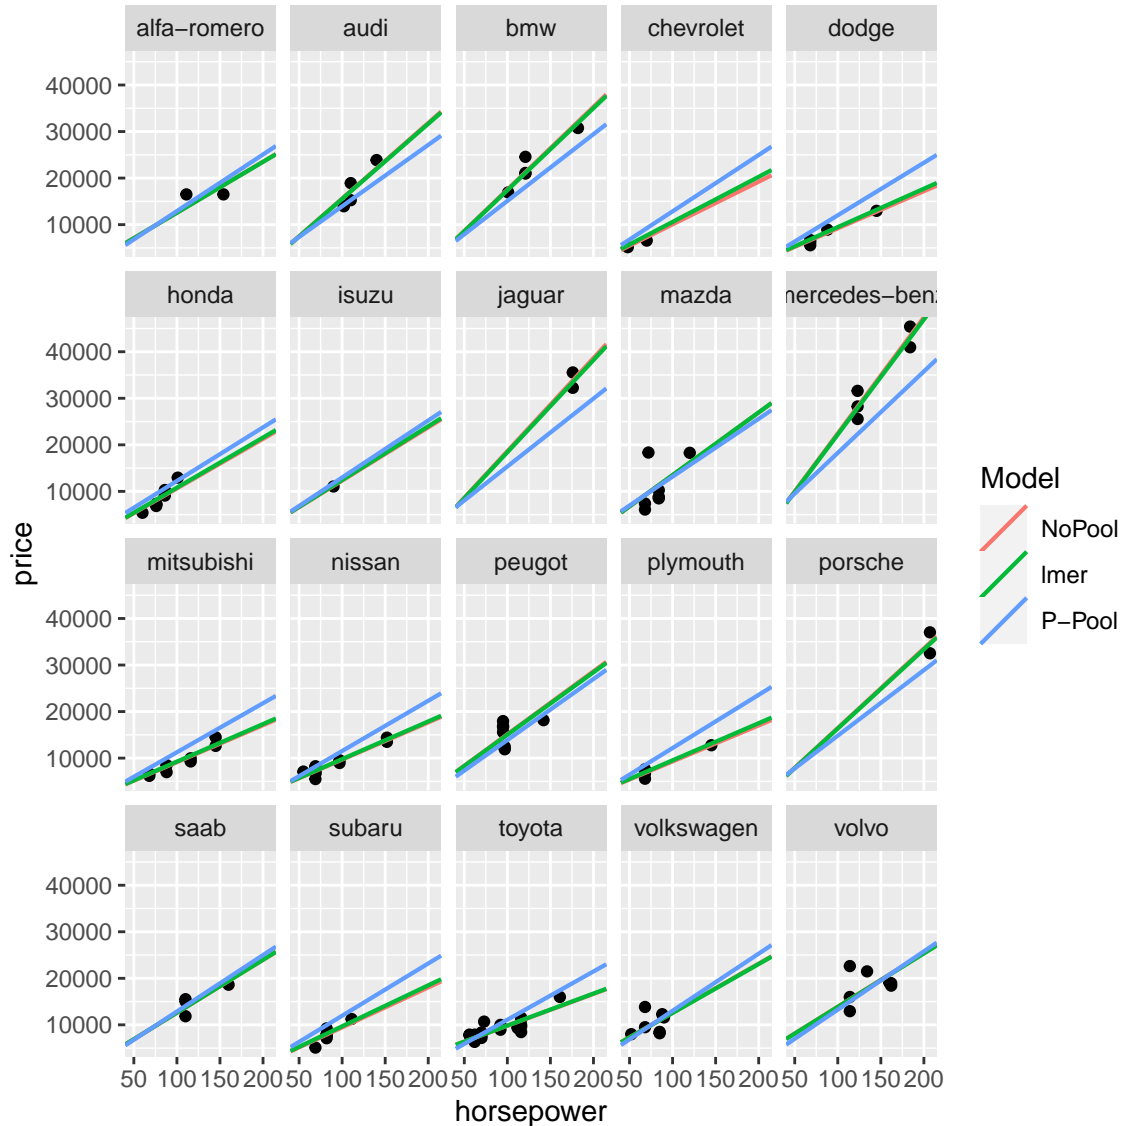 alfa−romero audi bmw chevrolet dodge
40000
30000
20000
10000
honda isuzu jaguar mazda mercedes−benz
40000
30000
20000
10000
mitsubishi nissan peugot plymouth porsche
40000
30000
20000
10000
saab subaru toyota volkswagen volvo
40000
30000
20000
10000
50 100 150 200 50 100 150 200 50 100 150 200 50 100 150 200 50 100 150 200
horsepower
price
Model
NoPool
lmer
P−Pool